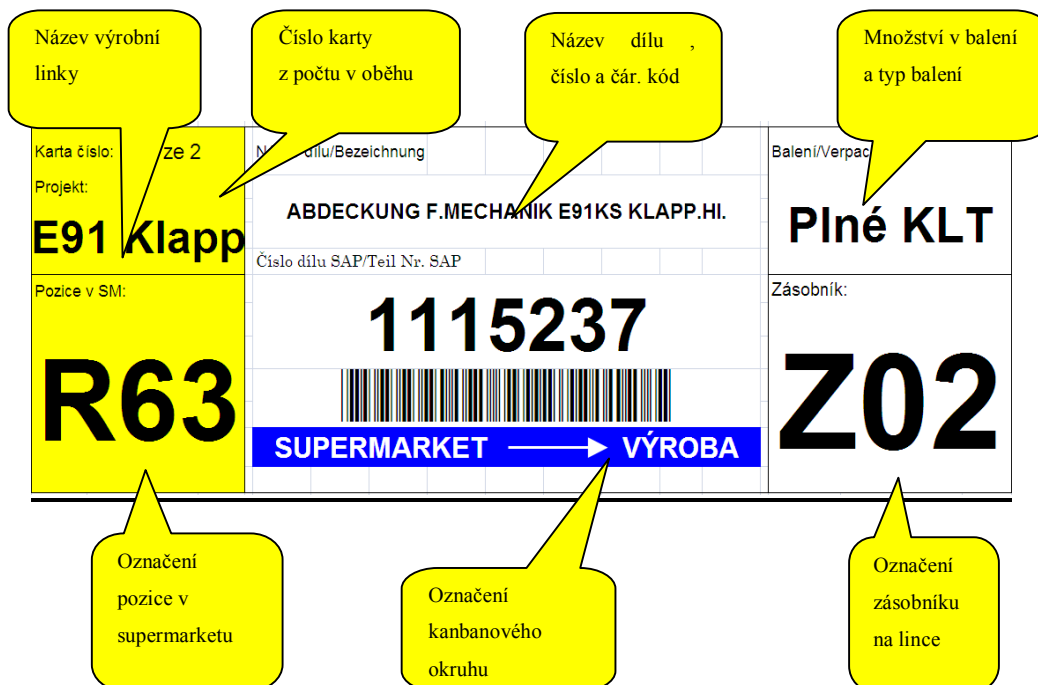 Název výrobní
linky
Číslo karty
z počtu v oběhu
Název dílu ,
číslo a čár. kód
Množství v balení
a typ balení
Karta číslo: ze 2
dílu/Bezeichnung
Balení/Verpac
Projekt:
E91 Klapp
ABDECKUNG F.MECHANIK E91KS KLAPP.HI.
Plné KLT
Číslo dílu SAP/Teil Nr. SAP
Pozice v SM:
Zásobník:
R63
1115237
Z02
SUPERMARKET → VÝROBA
Označení
pozice v
supermarketu
Označení
kanbanového
okruhu
Označení
zásobníku
na lince